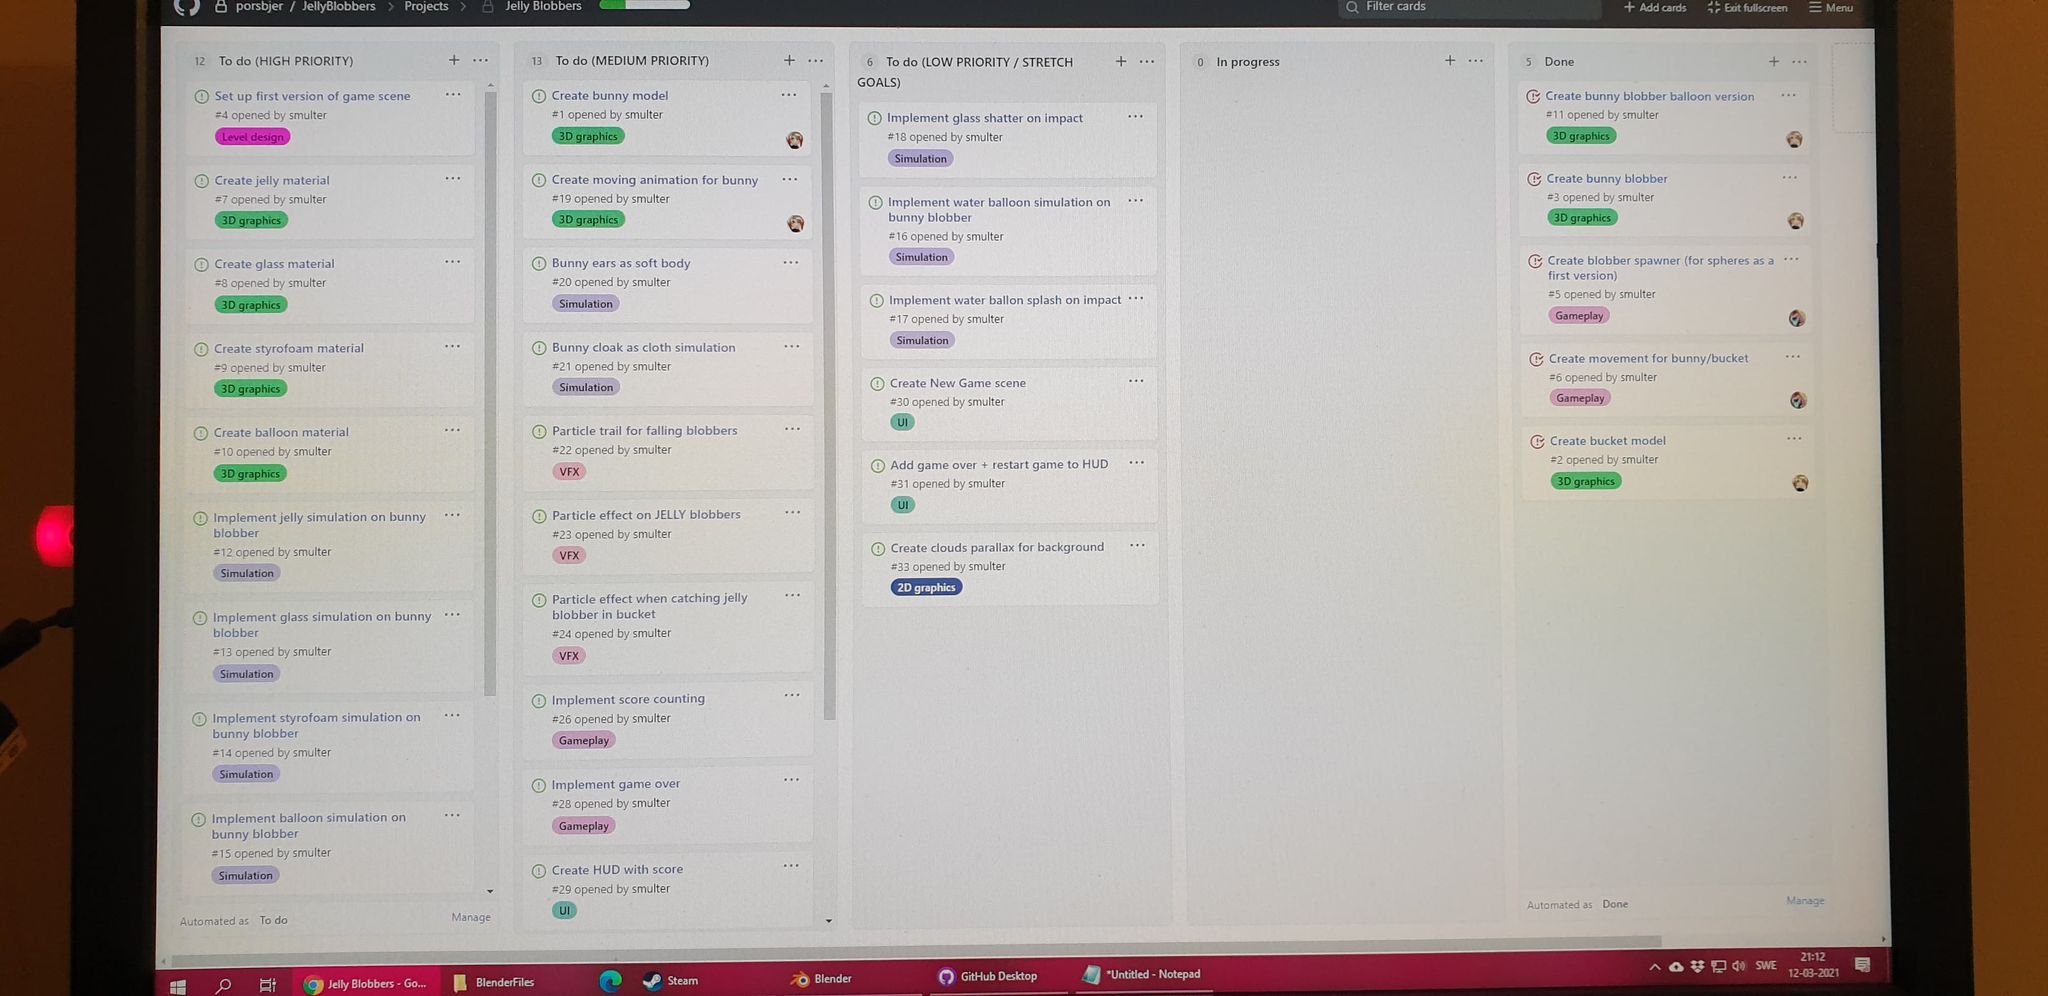 porsbjer / JellyBlobbers
Projects
Jelly Blobbers
Filter cards
+ Add cards
Exit fullscreen
Menu
12 To do (HIGH PRIORITY)
Set up first version of game scene
#4 opened by smulter
Level design
Create jelly material
#7 opened by smulter
3D graphics
Create glass material
#8 opened by smulter
3D graphics
Create styrofoam material
#9 opened by smulter
3D graphics
Create balloon material
#10 opened by smulter
3D graphics
Implement jelly simulation on bunny
blobber
#12 opened by smulter
Simulation
Implement glass simulation on bunny
blobber
#13 opened by smulter
Simulation
Implement styrofoam simulation on
bunny blobber
#14 opened by smulter
Simulation
Implement balloon simulation on
bunny blobber
#15 opened by smulter
Simulation
Automated as To do
Manage
13 To do (MEDIUM PRIORITY)
Create bunny model
#1 opened by smulter
3D graphics
Create moving animation for bunny
#19 opened by smulter
3D graphics
Bunny ears as soft body
#20 opened by smulter
Simulation
Bunny cloak as cloth simulation
#21 opened by smulter
Simulation
Particle trail for falling blobbers
#22 opened by smulter
VFX
Particle effect on JELLY blobbers
#23 opened by smulter
VFX
Particle effect when catching jelly
blobber in bucket
#24 opened by smulter
VFX
Implement score counting
#26 opened by smulter
Gameplay
Implement game over
#28 opened by smulter
Gameplay
Create HUD with score
#29 opened by smulter
UI
6 To do (LOW PRIORITY / STRETCH
GOALS)
Implement glass shatter on impact
#18 opened by smulter
Simulation
Implement water balloon simulation on
bunny blobber
#16 opened by smulter
Simulation
Implement water ballon splash on impact
#17 opened by smulter
Simulation
Create New Game scene
#30 opened by smulter
UI
Add game over + restart game to HUD
#31 opened by smulter
UI
Create clouds parallax for background
#33 opened by smulter
2D graphics
0 In progress
5 Done
Create bunny blobber balloon version
#11 opened by smulter
3D graphics
Create bunny blobber
#3 opened by smulter
3D graphics
Create blobber spawner (for spheres as a
first version)
#5 opened by smulter
Gameplay
Create movement for bunny/bucket
#6 opened by smulter
Gameplay
Create bucket model
#2 opened by smulter
3D graphics
Automated as Done
Manage
Jelly Blobbers - Go...
BlenderFiles
Steam
Blender
GitHub Desktop
*Untitled - Notepad
SWE
21:12
12-03-2021